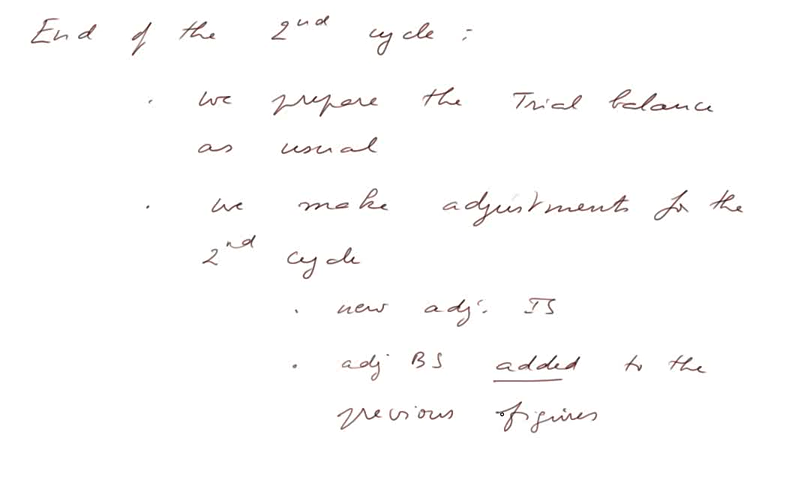 End of the 2nd cycle :
. we prepare the Trial balance
as usual
. we make adjustments for the
2nd cycle
. new adj. IS
. adj BS added to the
previous figures